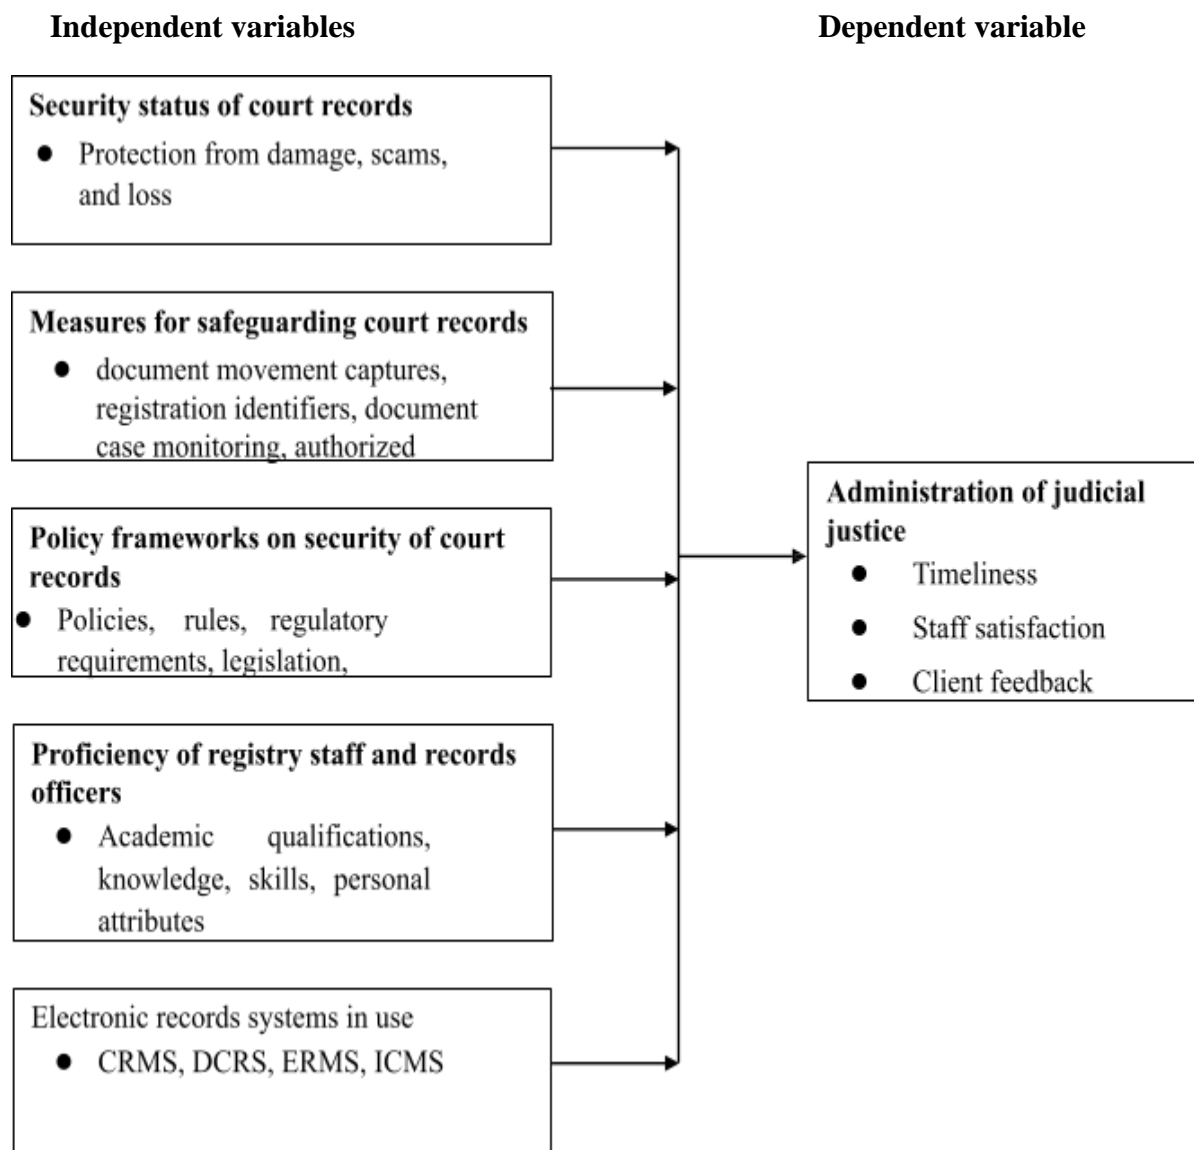 Independent variables
Dependent variable
Security status of court records
● Protection from damage, scams,
and loss
Measures for safeguarding court records
● document movement captures,
registration identifiers, document
case monitoring, authorized
Policy frameworks on security of court
records
● Policies, rules, regulatory
requirements, legislation,
Proficiency of registry staff and records
officers
● Academic qualifications,
knowledge, skills, personal
attributes
Electronic records systems in use
● CRMS, DCRS, ERMS, ICMS
Administration of judicial
justice
● Timeliness
● Staff satisfaction
● Client feedback